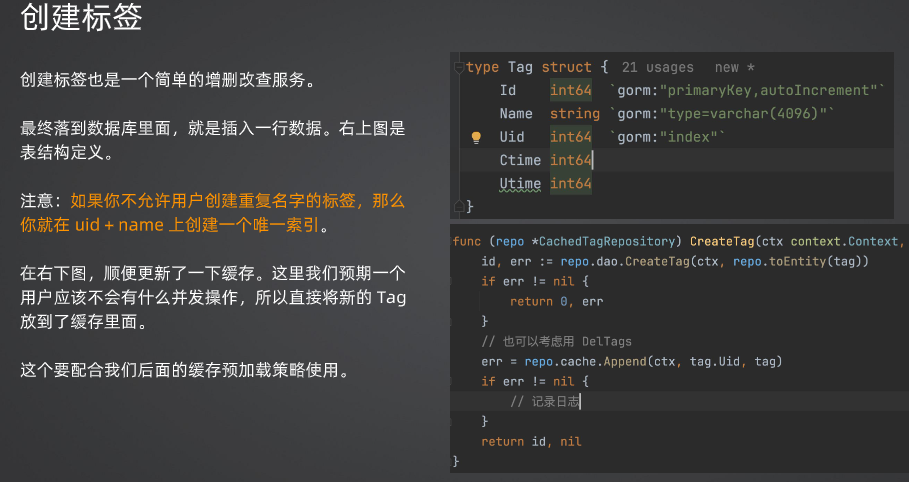 创建标签
创建标签也是一个简单的增删改查服务。
最终落到数据库里面，就是插入一行数据。右上图是
表结构定义。
注意：如果你不允许用户创建重复名字的标签，那么
你就在 uid + name 上创建一个唯一索引。
在右下图，顺便更新了一下缓存。这里我们预期一个
用户应该不会有什么并发操作，所以直接将新的 Tag
放到了缓存里面。
这个要配合我们后面的缓存预加载策略使用。
type Tag struct { 21 usages new *
Id int64 `gorm:"primaryKey,autoIncrement"`
Name string `gorm:"type=varchar(4096)"`
Uid int64 `gorm:"index"`
Ctime int64
Utime int64
}
func (repo *CachedTagRepository) CreateTag(ctx context.Context,
id, err := repo.dao.CreateTag(ctx, repo.toEntity(tag))
if err != nil {
return 0, err
}
// 也可以考虑用 DelTags
err = repo.cache.Append(ctx, tag.Uid, tag)
if err != nil {
// 记录日志
}
return id, nil
}